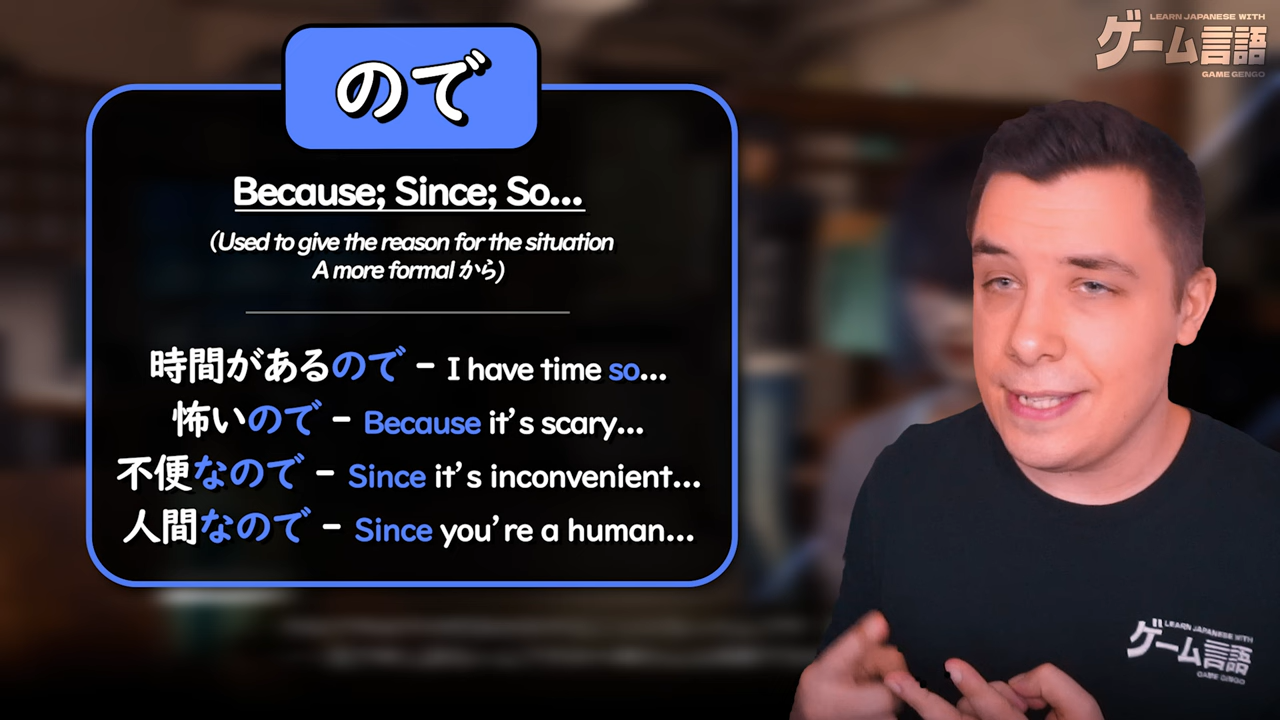 ので
Because; Since; So...
(Used to give the reason for the situation
A more formal から)
時間があるので – I have time so...
怖いので – Because it's scary...
不便なので – Since it's inconvenient...
人間なので – Since you're a human...
LEARN JAPANESE WITH
ゲーム言語
GAME GENGO
LEARN JAPANESE WITH
ゲーム言語
GAME GENGO